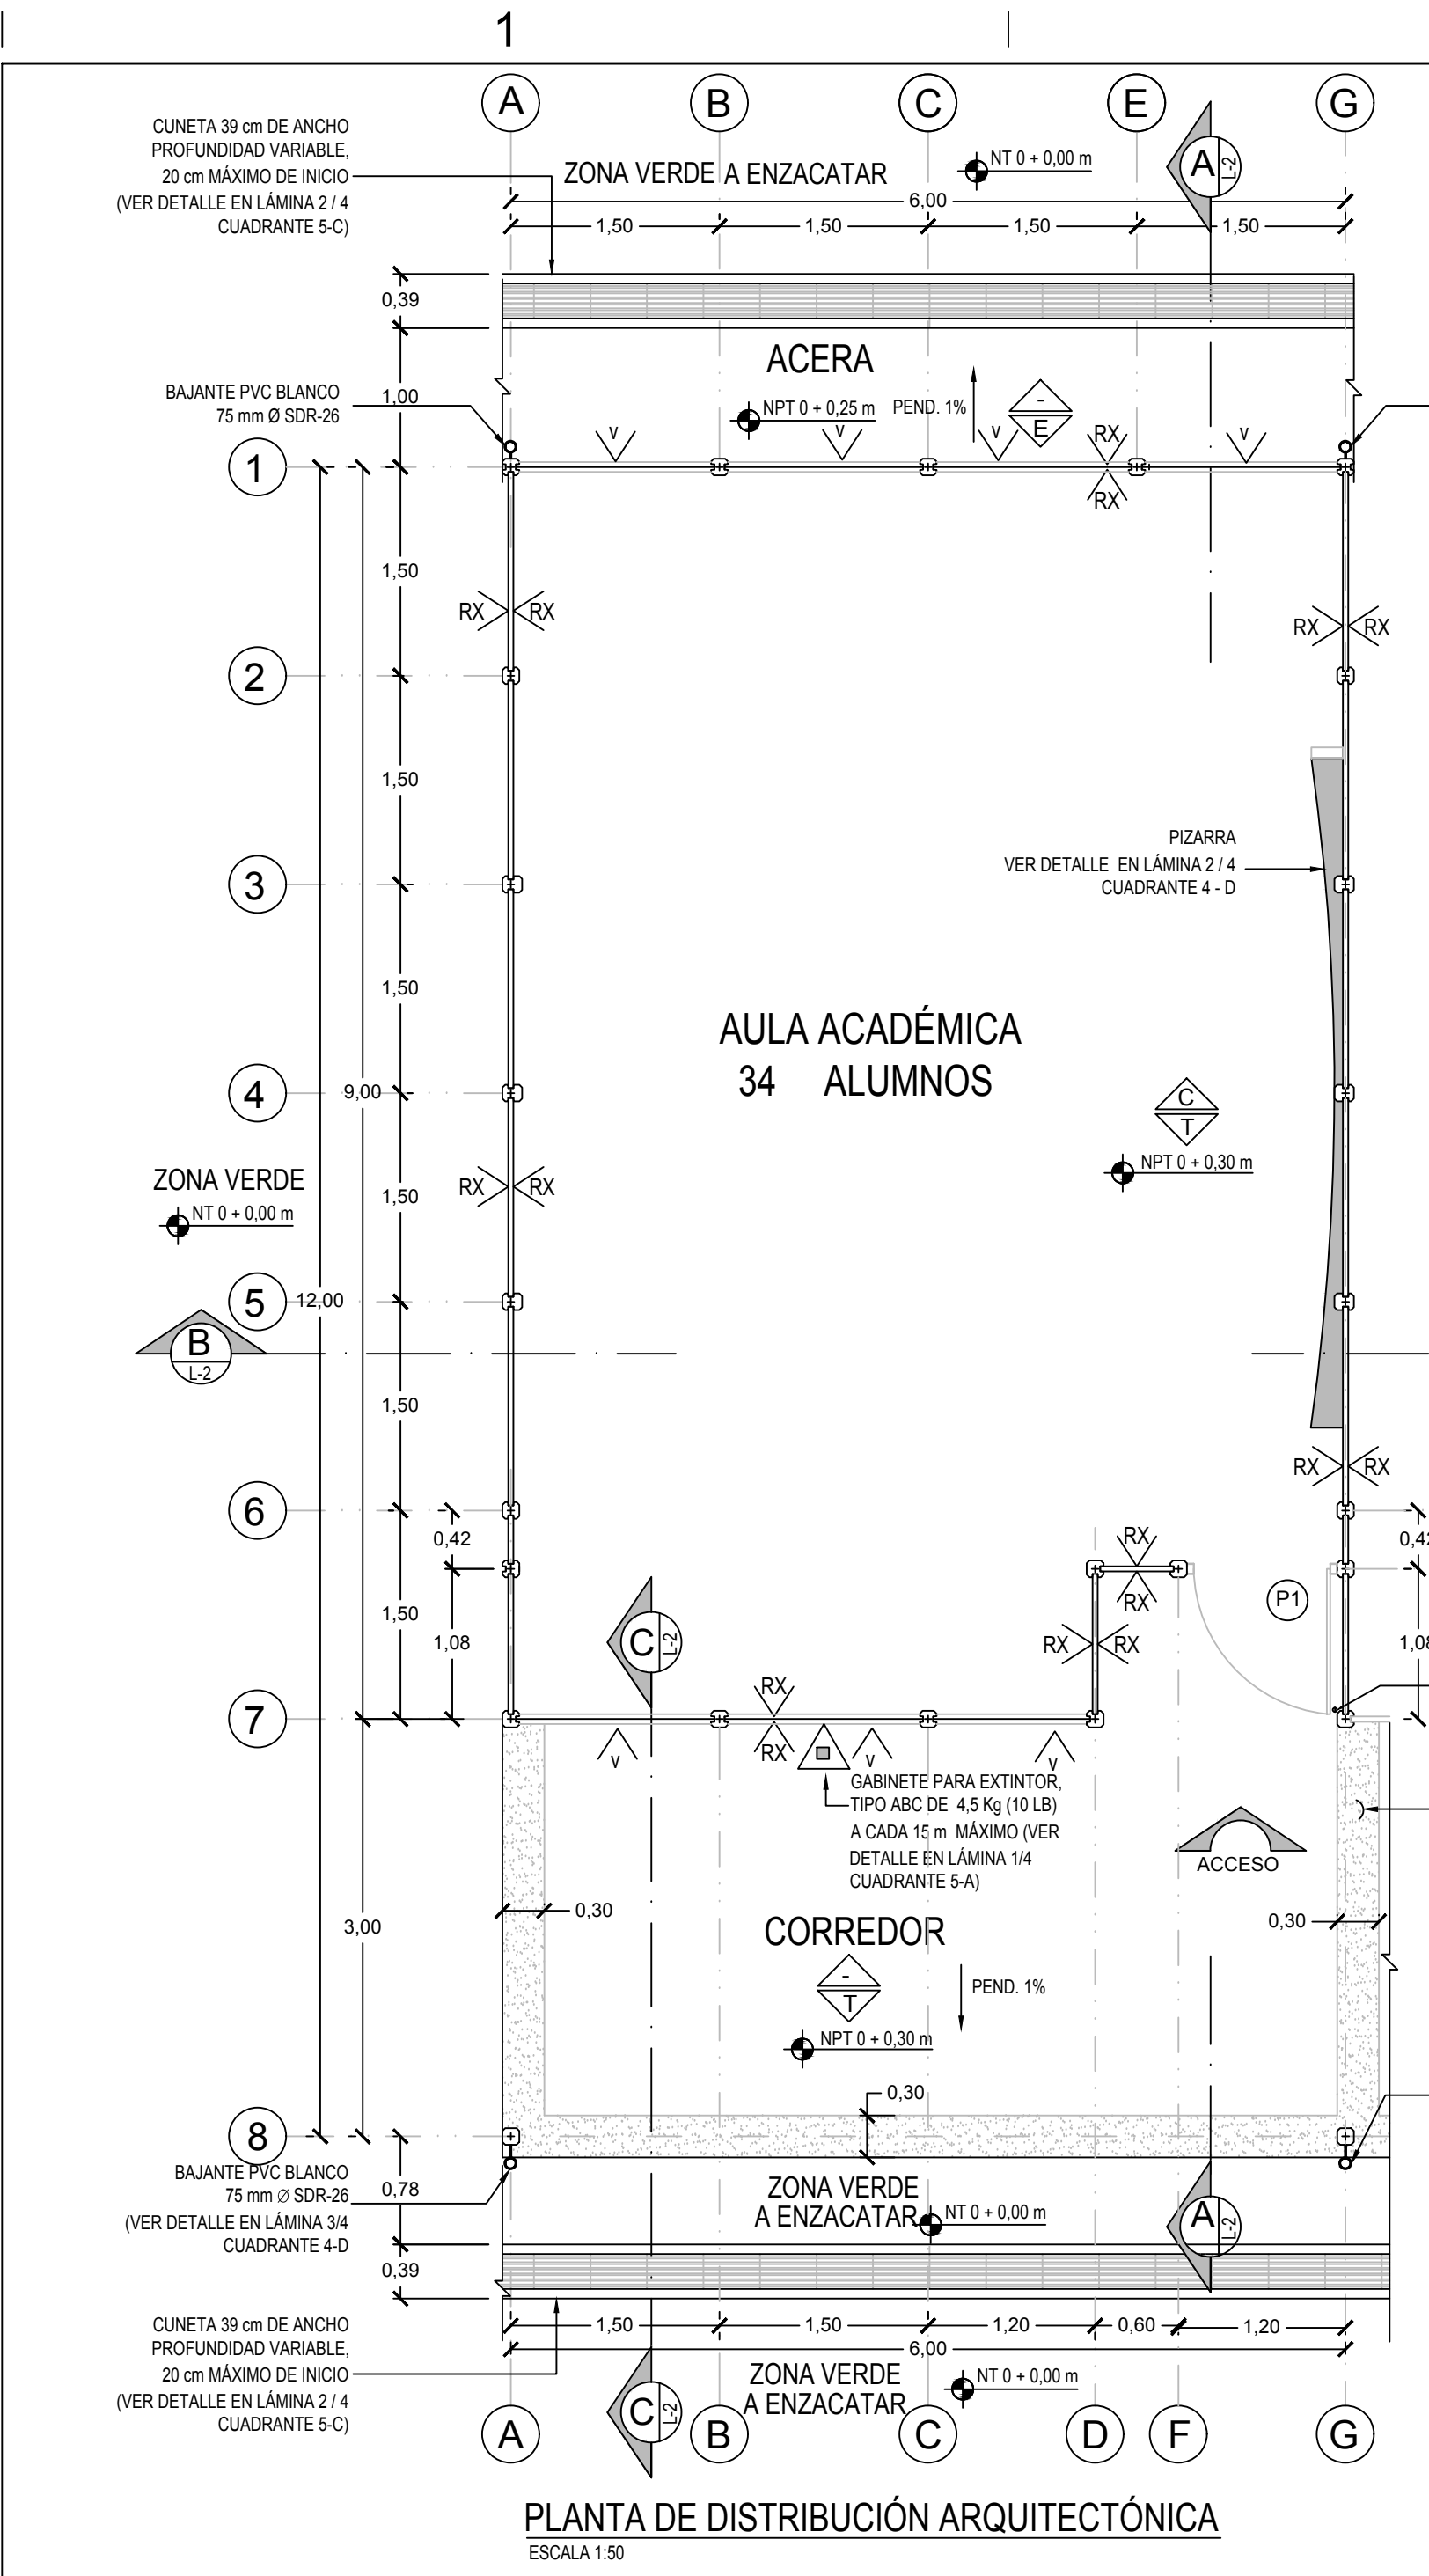 1
A
B
C
E
G
CUNETA 39 cm DE ANCHO
PROFUNDIDAD VARIABLE,
20 cm MÁXIMO DE INICIO
(VER DETALLE EN LÁMINA 2 / 4
CUADRANTE 5-C)
ZONA VERDE A ENZACATAR
NT 0 + 0,00 m
A
L-2
6,00
1,50
1,50
1,50
1,50
0,39
ACERA
1,00
BAJANTE PVC BLANCO
75 mm Ø SDR-26
NPT 0 + 0,25 m
PEND. 1%
-
E
V
V
V
RX
V
1
RX
1,50
RX
RX
RX
RX
2
1,50
PIZARRA
VER DETALLE EN LÁMINA 2 / 4
CUADRANTE 4 - D
3
1,50
AULA ACADÉMICA
34 ALUMNOS
4
9,00
C
T
NPT 0 + 0,30 m
ZONA VERDE
NT 0 + 0,00 m
1,50
RX
RX
5
12,00
B
L-2
1,50
RX
RX
6
0,42
0,42
RX
RX
P1
1,50
1,08
C
L-2
RX
RX
1,08
7
RX
RX
V
V
V
GABINETE PARA EXTINTOR,
TIPO ABC DE 4,5 Kg (10 LB)
A CADA 15 m MÁXIMO (VER
DETALLE EN LÁMINA 1/4
CUADRANTE 5-A)
ACCESO
0,30
0,30
3,00
CORREDOR
-
T
PEND. 1%
NPT 0 + 0,30 m
0,30
8
BAJANTE PVC BLANCO
75 mm Ø SDR-26
(VER DETALLE EN LÁMINA 3/4
CUADRANTE 4-D
0,78
ZONA VERDE
A ENZACATAR
NT 0 + 0,00 m
A
L-2
0,39
CUNETA 39 cm DE ANCHO
PROFUNDIDAD VARIABLE,
20 cm MÁXIMO DE INICIO
(VER DETALLE EN LÁMINA 2 / 4
CUADRANTE 5-C)
1,50
1,50
1,20
0,60
1,20
6,00
ZONA VERDE
A ENZACATAR
NT 0 + 0,00 m
C
L-2
A
B
C
D
F
G
PLANTA DE DISTRIBUCIÓN ARQUITECTÓNICA
ESCALA 1:50